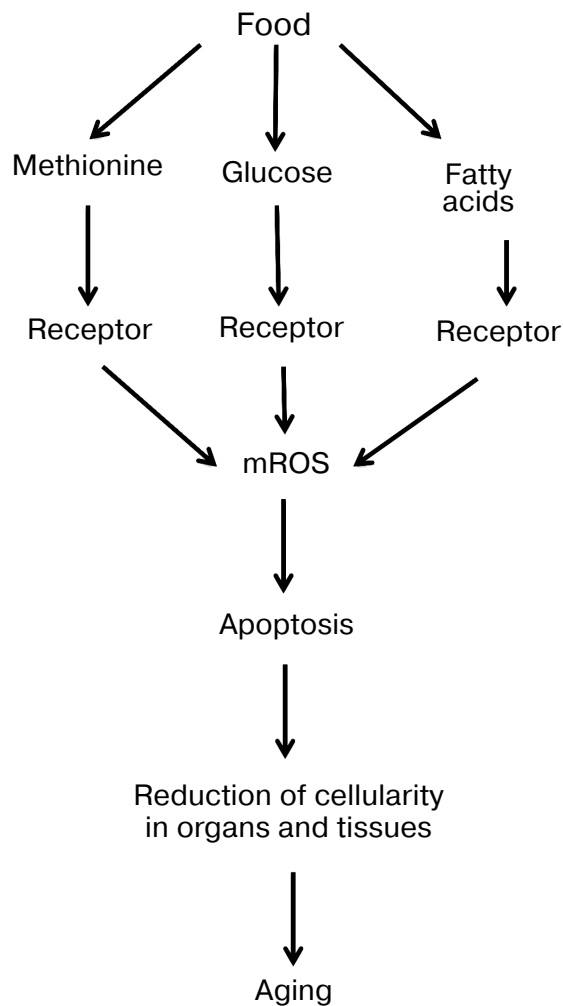 Food
Methionine
Glucose
Fatty
acids
Receptor
Receptor
Receptor
mROS
Apoptosis
Reduction of cellularity
in organs and tissues
Aging